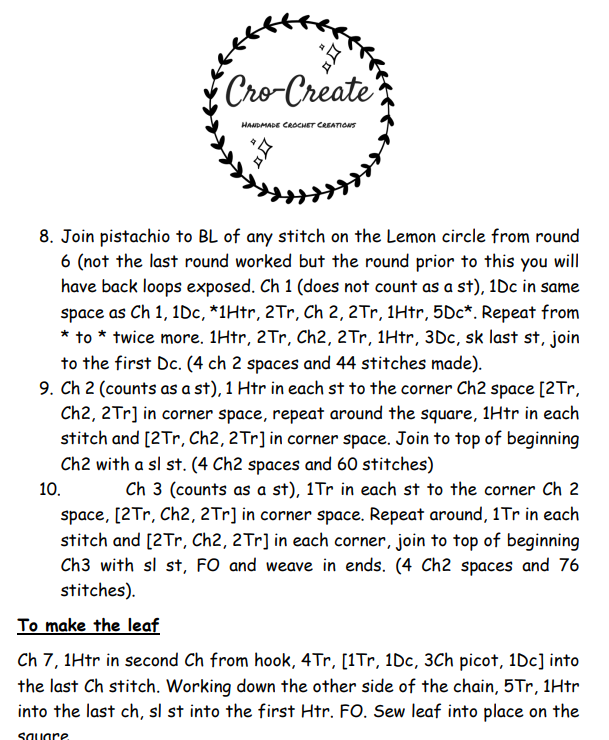 Cro-Create
Handmade Crochet Creations
8. Join pistachio to BL of any stitch on the Lemon circle from round
6 (not the last round worked but the round prior to this you will
have back loops exposed. Ch 1 (does not count as a st), 1Dc in same
space as Ch 1, 1Dc, *1Htr, 2Tr, Ch 2, 2Tr, 1Htr, 5Dc*. Repeat from
* to * twice more. 1Htr, 2Tr, Ch2, 2Tr, 1Htr, 3Dc, sk last st, join
to the first Dc. (4 ch 2 spaces and 44 stitches made).
9. Ch 2 (counts as a st), 1 Htr in each st to the corner Ch2 space [2Tr,
Ch2, 2Tr] in corner space, repeat around the square, 1Htr in each
stitch and [2Tr, Ch2, 2Tr] in corner space. Join to top of beginning
Ch2 with a sl st. (4 Ch2 spaces and 60 stitches)
10. Ch 3 (counts as a st), 1Tr in each st to the corner Ch 2
space, [2Tr, Ch2, 2Tr] in corner space. Repeat around, 1Tr in each
stitch and [2Tr, Ch2, 2Tr] in each corner, join to top of beginning
Ch3 with sl st, FO and weave in ends. (4 Ch2 spaces and 76
stitches).
To make the leaf
Ch 7, 1Htr in second Ch from hook, 4Tr, [1Tr, 1Dc, 3Ch picot, 1Dc] into
the last Ch stitch. Working down the other side of the chain, 5Tr, 1Htr
into the last ch, sl st into the first Htr. FO. Sew leaf into place on the
square